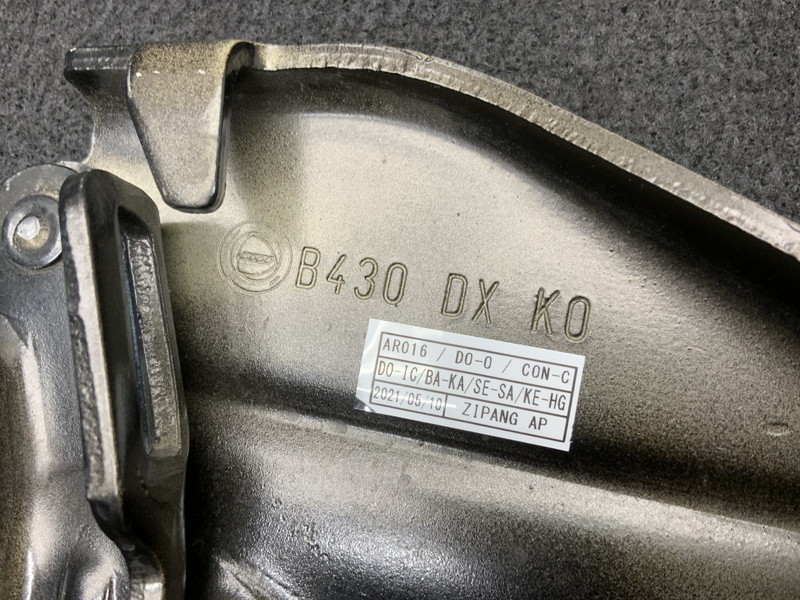 B430 DX KO
AR016 / DO-O / CON-C
DO-IC/BA-KA/SE-SA/KE-HG
2021/05/10 ZIPANG AP